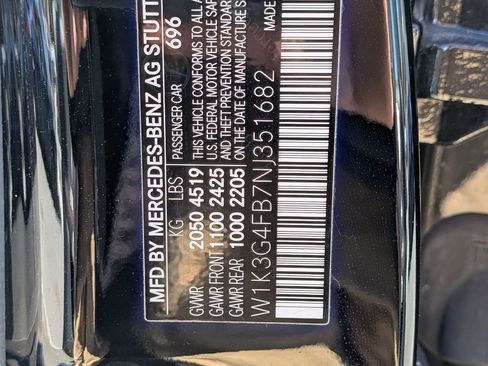 MFD BY MERCEDES-BENZ AG STUTT
696
KG LBS PASSENGER CAR
GVWR 2050 4519 THIS VEHICLE CONFORMS TO ALL
GAWR FRONT 1100 2425 U.S. FEDERAL MOTOR VEHICLE SAF
GAWR REAR 1000 2205 AND THEFT PREVENTION STANDAR
ON THE DATE OF MANUFACTURE S
W1K3G4FB7NJ351682
MADE